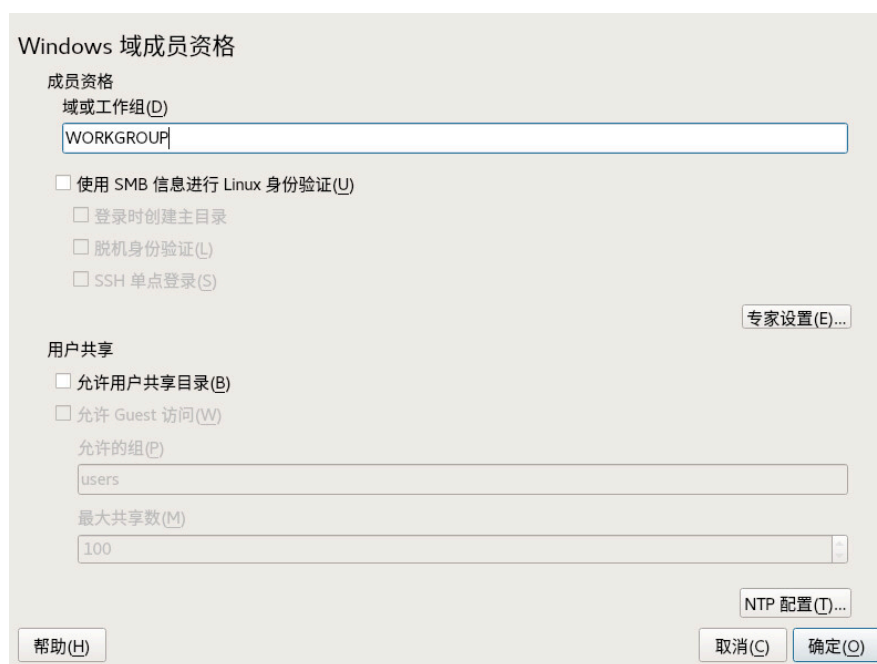 Windows 域成员资格
成员资格
域或工作组(D)
WORKGROUP
使用 SMB 信息进行 Linux 身份验证(U)
登录时创建主目录
脱机身份验证(L)
SSH 单点登录(S)
专家设置(E)...
用户共享
允许用户共享目录(B)
允许 Guest 访问(W)
允许的组(P)
users
最大共享数(M)
100
NTP 配置(T)...
帮助(H) 取消(C) 确定(O)